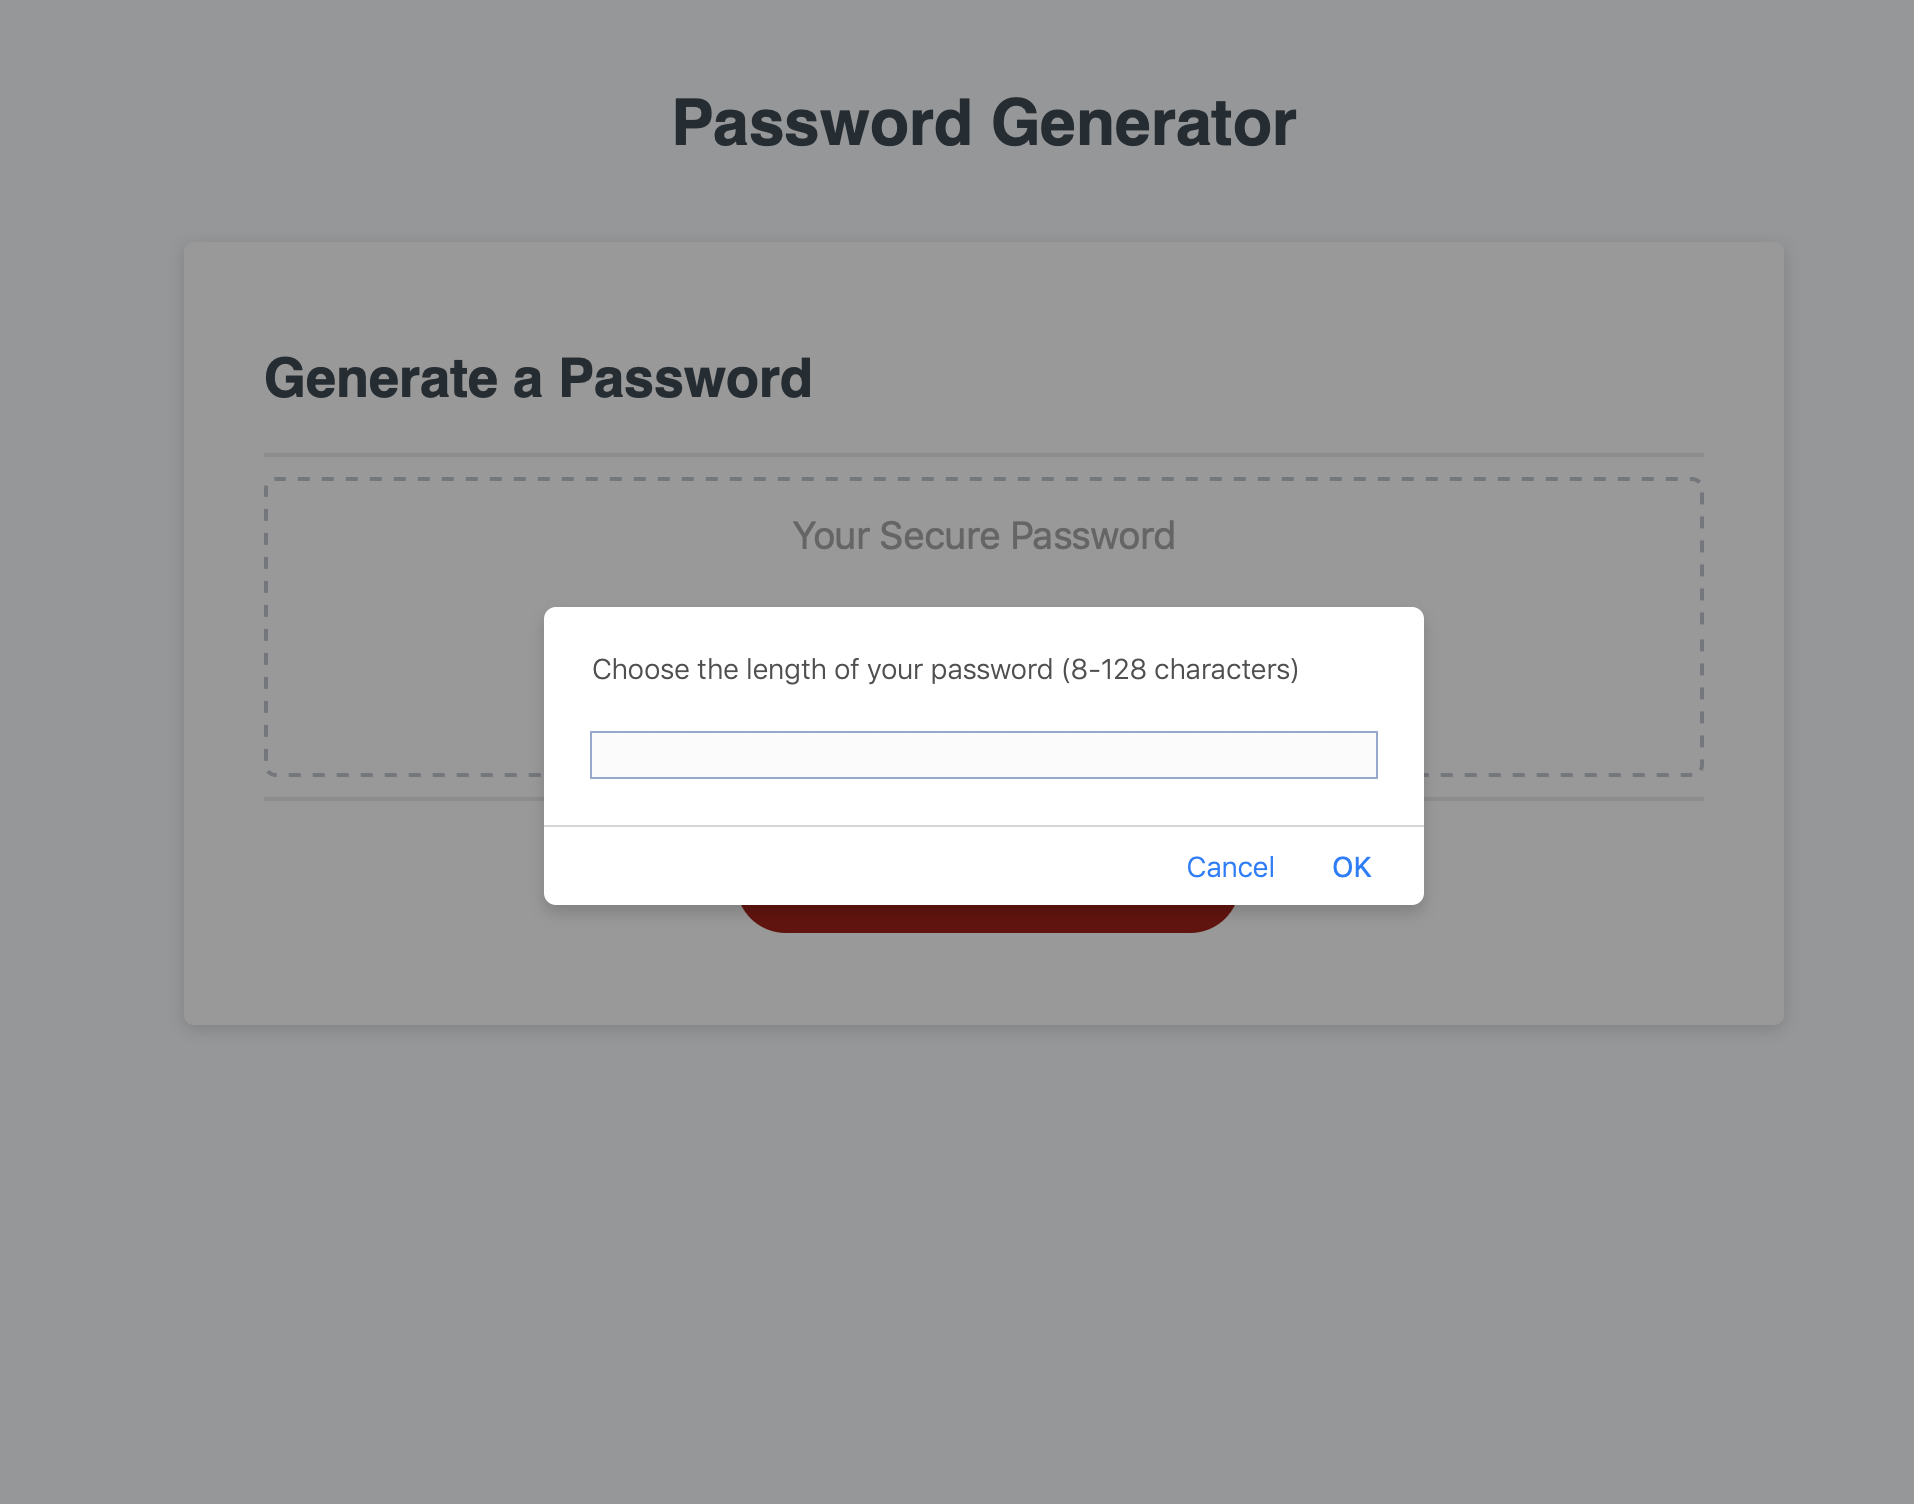 Password Generator
Generate a Password
Your Secure Password
Choose the length of your password (8-128 characters)
Cancel OK